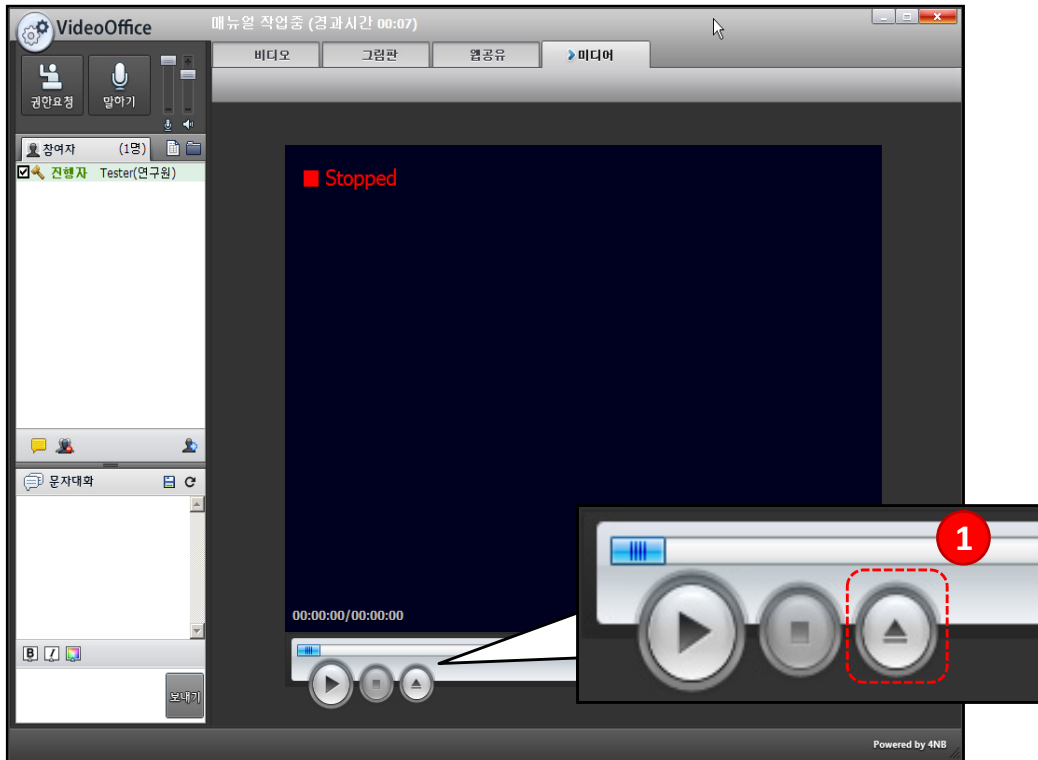 VideoOffice
매뉴얼 작업중 (경과시간 00:07)
비디오
그림판
웹공유
미디어
권한요청
말하기
참여자 (1명)
진행자 Tester(연구원)
Stopped
문자대화
00:00:00/00:00:00
1
B I
보내기
Powered by 4NB